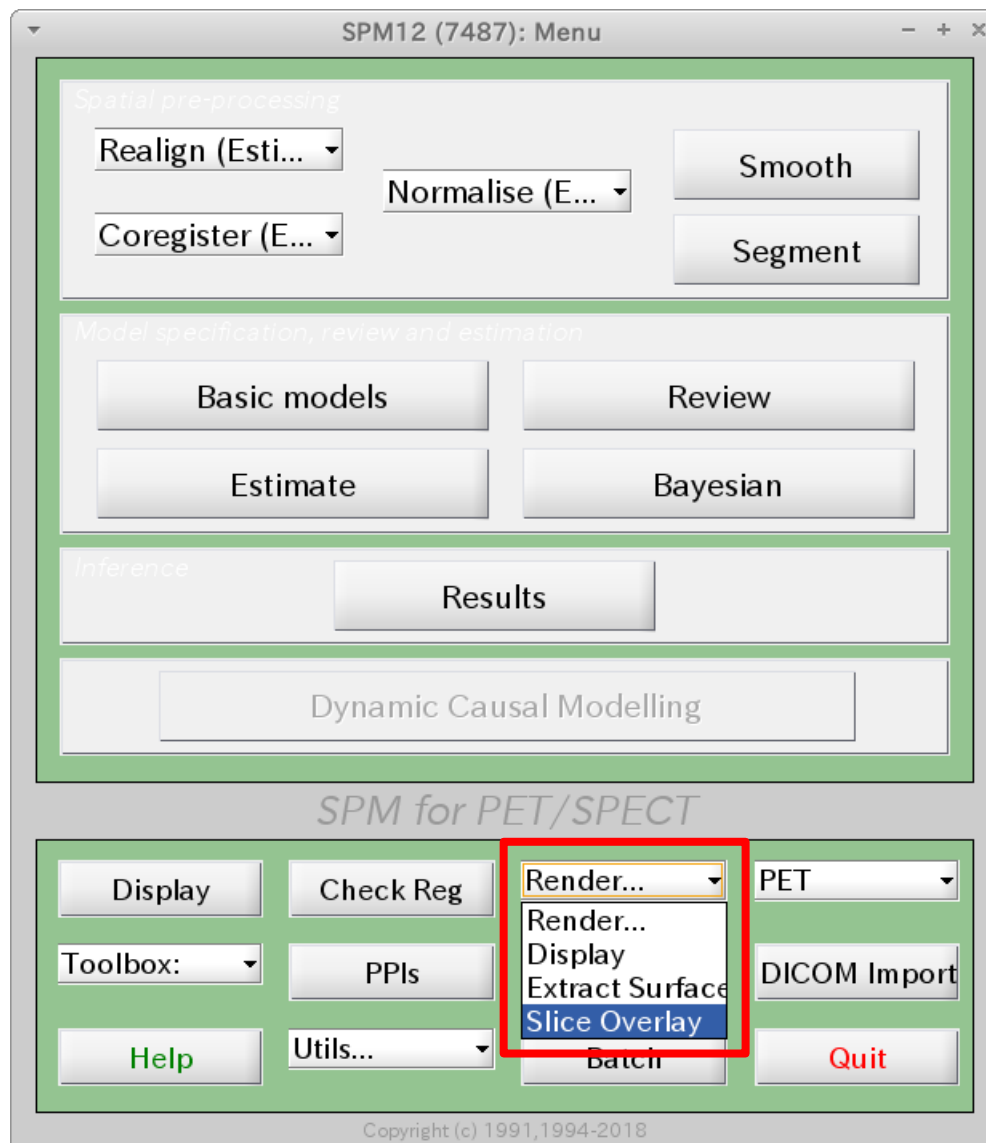 SPM12 (7487): Menu
Spatial pre-processing
Realign (Esti...
Normalise (E...
Smooth
Coregister (E...
Segment
Model specification, review and estimation
Basic models
Review
Estimate
Bayesian
Inference
Results
Dynamic Causal Modelling
SPM for PET/SPECT
Display
Check Reg
Render...
PET
Render...
Display
Extract Surface
Slice Overlay
Toolbox:
PPIs
DICOM Import
Help
Utils...
Batch
Quit
Copyright (c) 1991,1994-2018